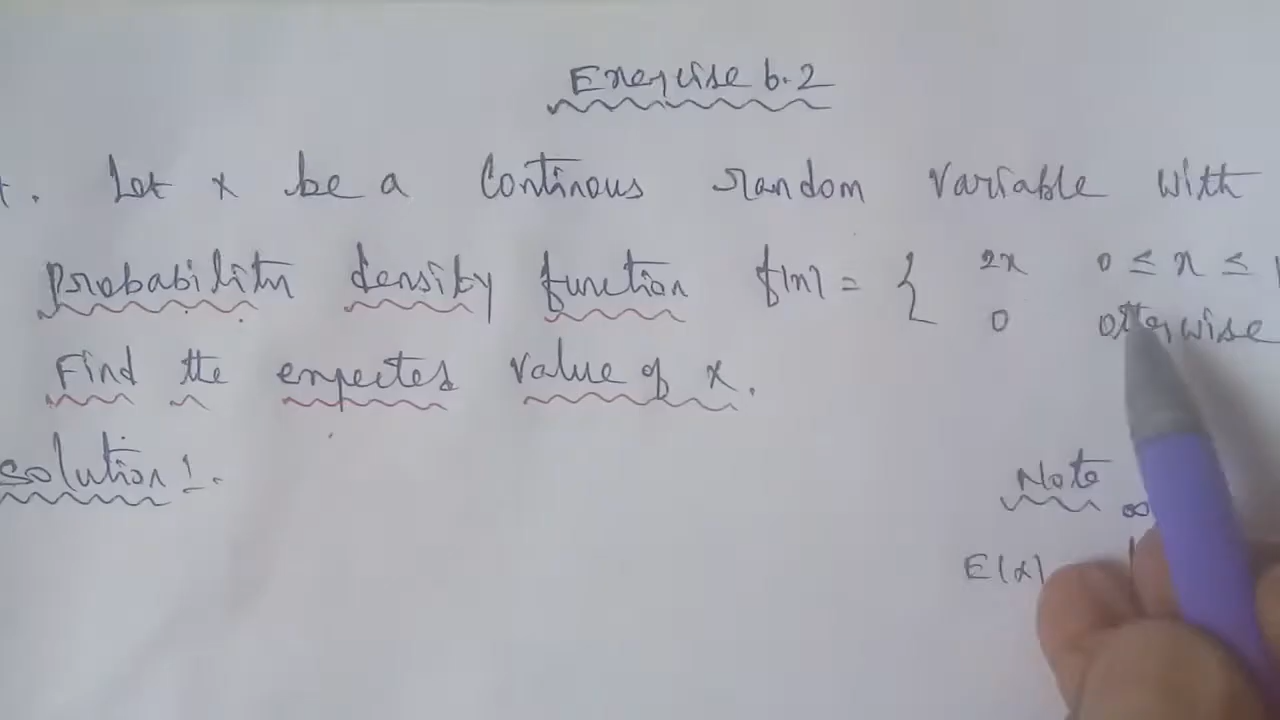 Exercise 6.2
Let x be a Continous random Variable with
Probability density function f(x) = { 2x 0 ≤ x ≤ 1
0 otherwise
Find the expected value of x.
Solution:.
Note
∞
E(x)